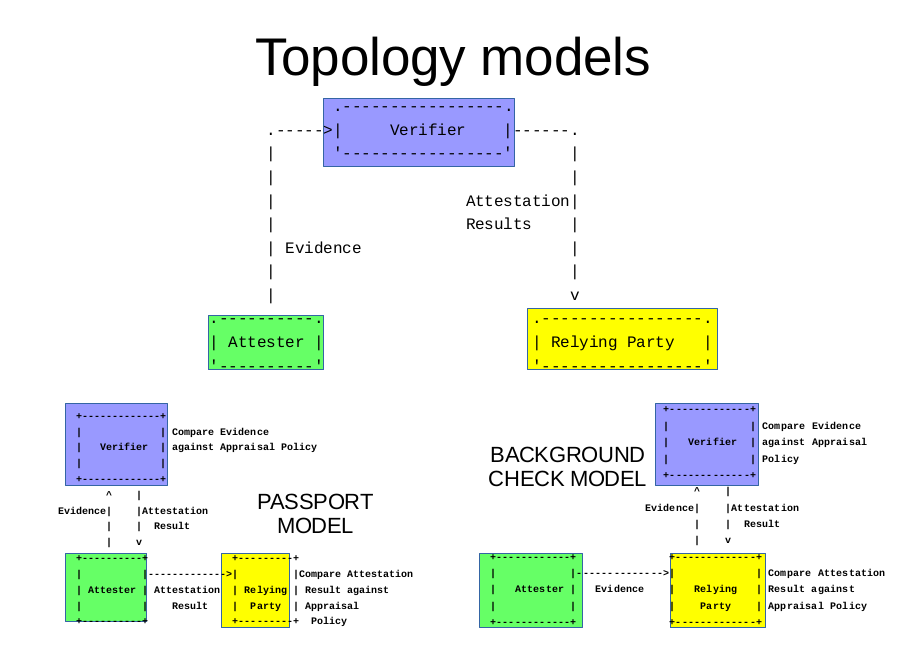 Topology models
Verifier
Attestation
Results
Evidence
Attester
Relying Party
Verifier
Compare Evidence
against Appraisal Policy
Evidence
Attestation
Result
PASSPORT
MODEL
Attester
Attestation
Result
Relying
Party
Compare Attestation
Result against
Appraisal
Policy
BACKGROUND
CHECK MODEL
Verifier
Compare Evidence
against Appraisal
Policy
Evidence
Attestation
Result
Attester
Evidence
Relying
Party
Compare Attestation
Result against
Appraisal Policy